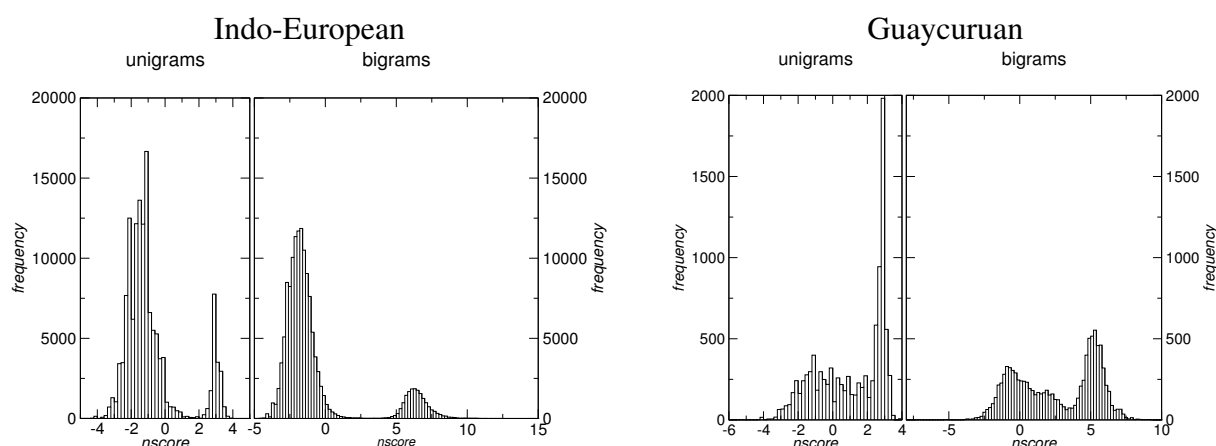 Indo-European
Guaycuruan
unigrams
bigrams
unigrams
bigrams
20000
15000
10000
5000
0
frequency
-4 -2 0 2 4
nscore
-5 0 5 10 15
nscore
20000
15000
10000
5000
0
frequency
2000
1500
1000
500
0
frequency
-6 -4 -2 0 2 4
nscore
-5 0 5 10
nscore
2000
1500
1000
500
0
frequency